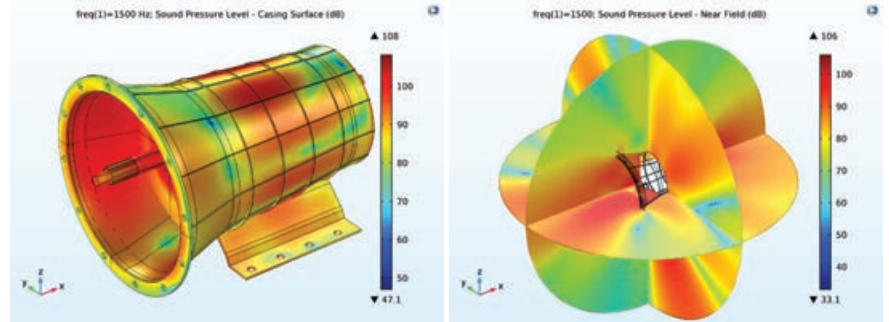 freq(1)=1500 Hz; Sound Pressure Level - Casing Surface (dB)
▲ 108
100
90
80
70
60
50
▼ 47.1
z
y
x
freq(1)=1500; Sound Pressure Level - Near Field (dB)
▲ 106
100
90
80
70
60
50
40
▼ 33.1
z
y
x